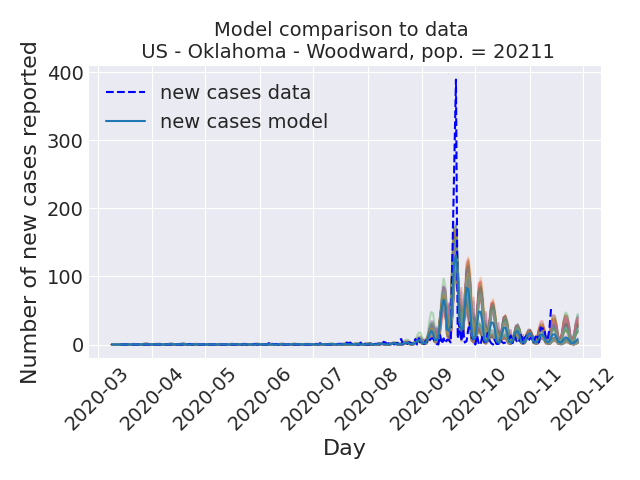 Model comparison to data
US - Oklahoma - Woodward, pop. = 20211
Number of new cases reported
400
300
200
100
0
new cases data
new cases model
2020-03
2020-04
2020-05
2020-06
2020-07
2020-08
2020-09
2020-10
2020-11
2020-12
Day